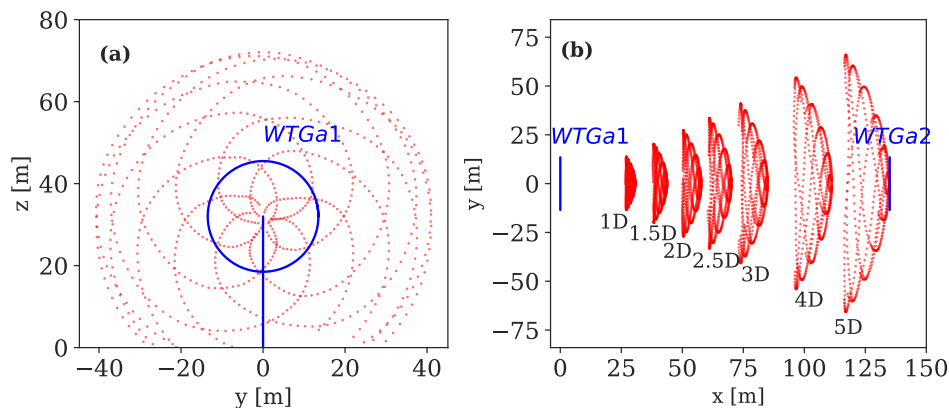 (a)
WTGa1
80
60
40
20
0
z [m]
−40 −20 0 20 40
y [m]
(b)
WTGa1
WTGa2
75
50
25
0
−25
−50
−75
y [m]
1D
1.5D
2D
2.5D
3D
4D
5D
0 25 50 75 100 125 150
x [m]